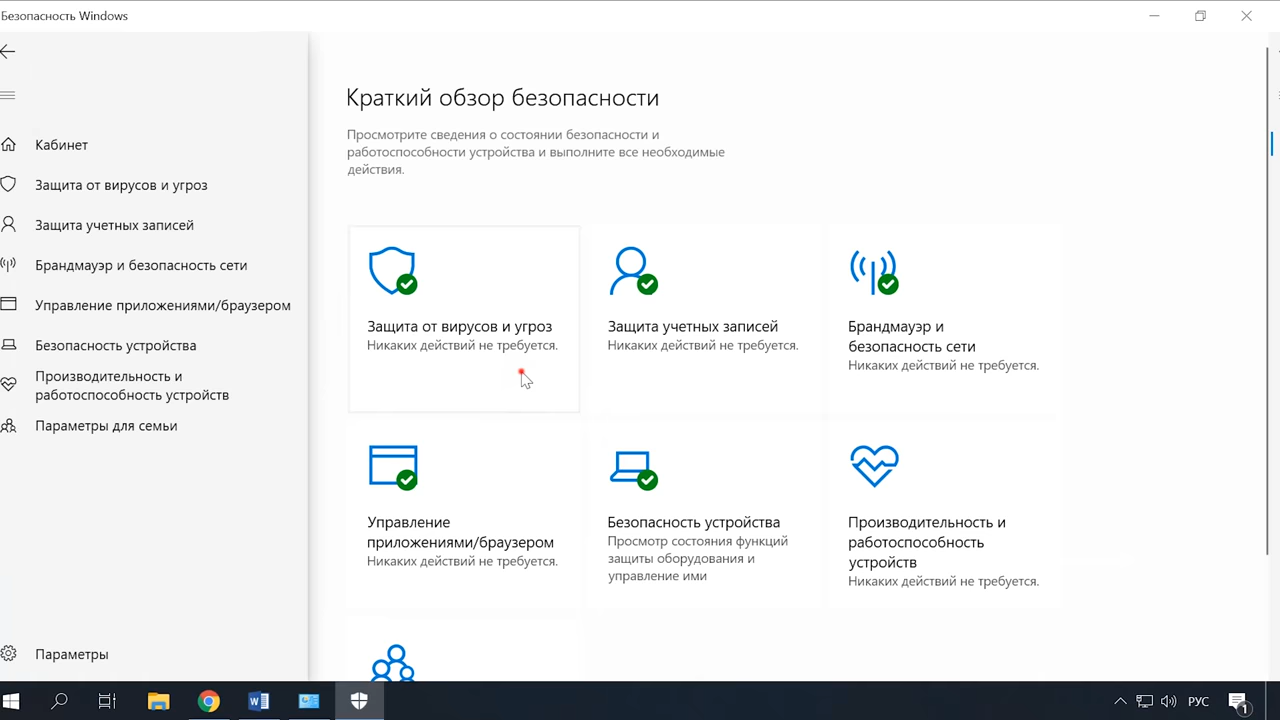 Безопасность Windows
Кабинет
Защита от вирусов и угроз
Защита учетных записей
Брандмауэр и безопасность сети
Управление приложениями/браузером
Безопасность устройства
Производительность и
работоспособность устройств
Параметры для семьи
Параметры
Краткий обзор безопасности
Просмотрите сведения о состоянии безопасности и
работоспособности устройства и выполните все необходимые
действия.
Защита от вирусов и угроз
Никаких действий не требуется.
Защита учетных записей
Никаких действий не требуется.
Брандмауэр и
безопасность сети
Никаких действий не требуется.
Управление
приложениями/браузером
Никаких действий не требуется.
Безопасность устройства
Просмотр состояния функций
защиты оборудования и
управление ими
Производительность и
работоспособность
устройств
Никаких действий не требуется.
РУС
1